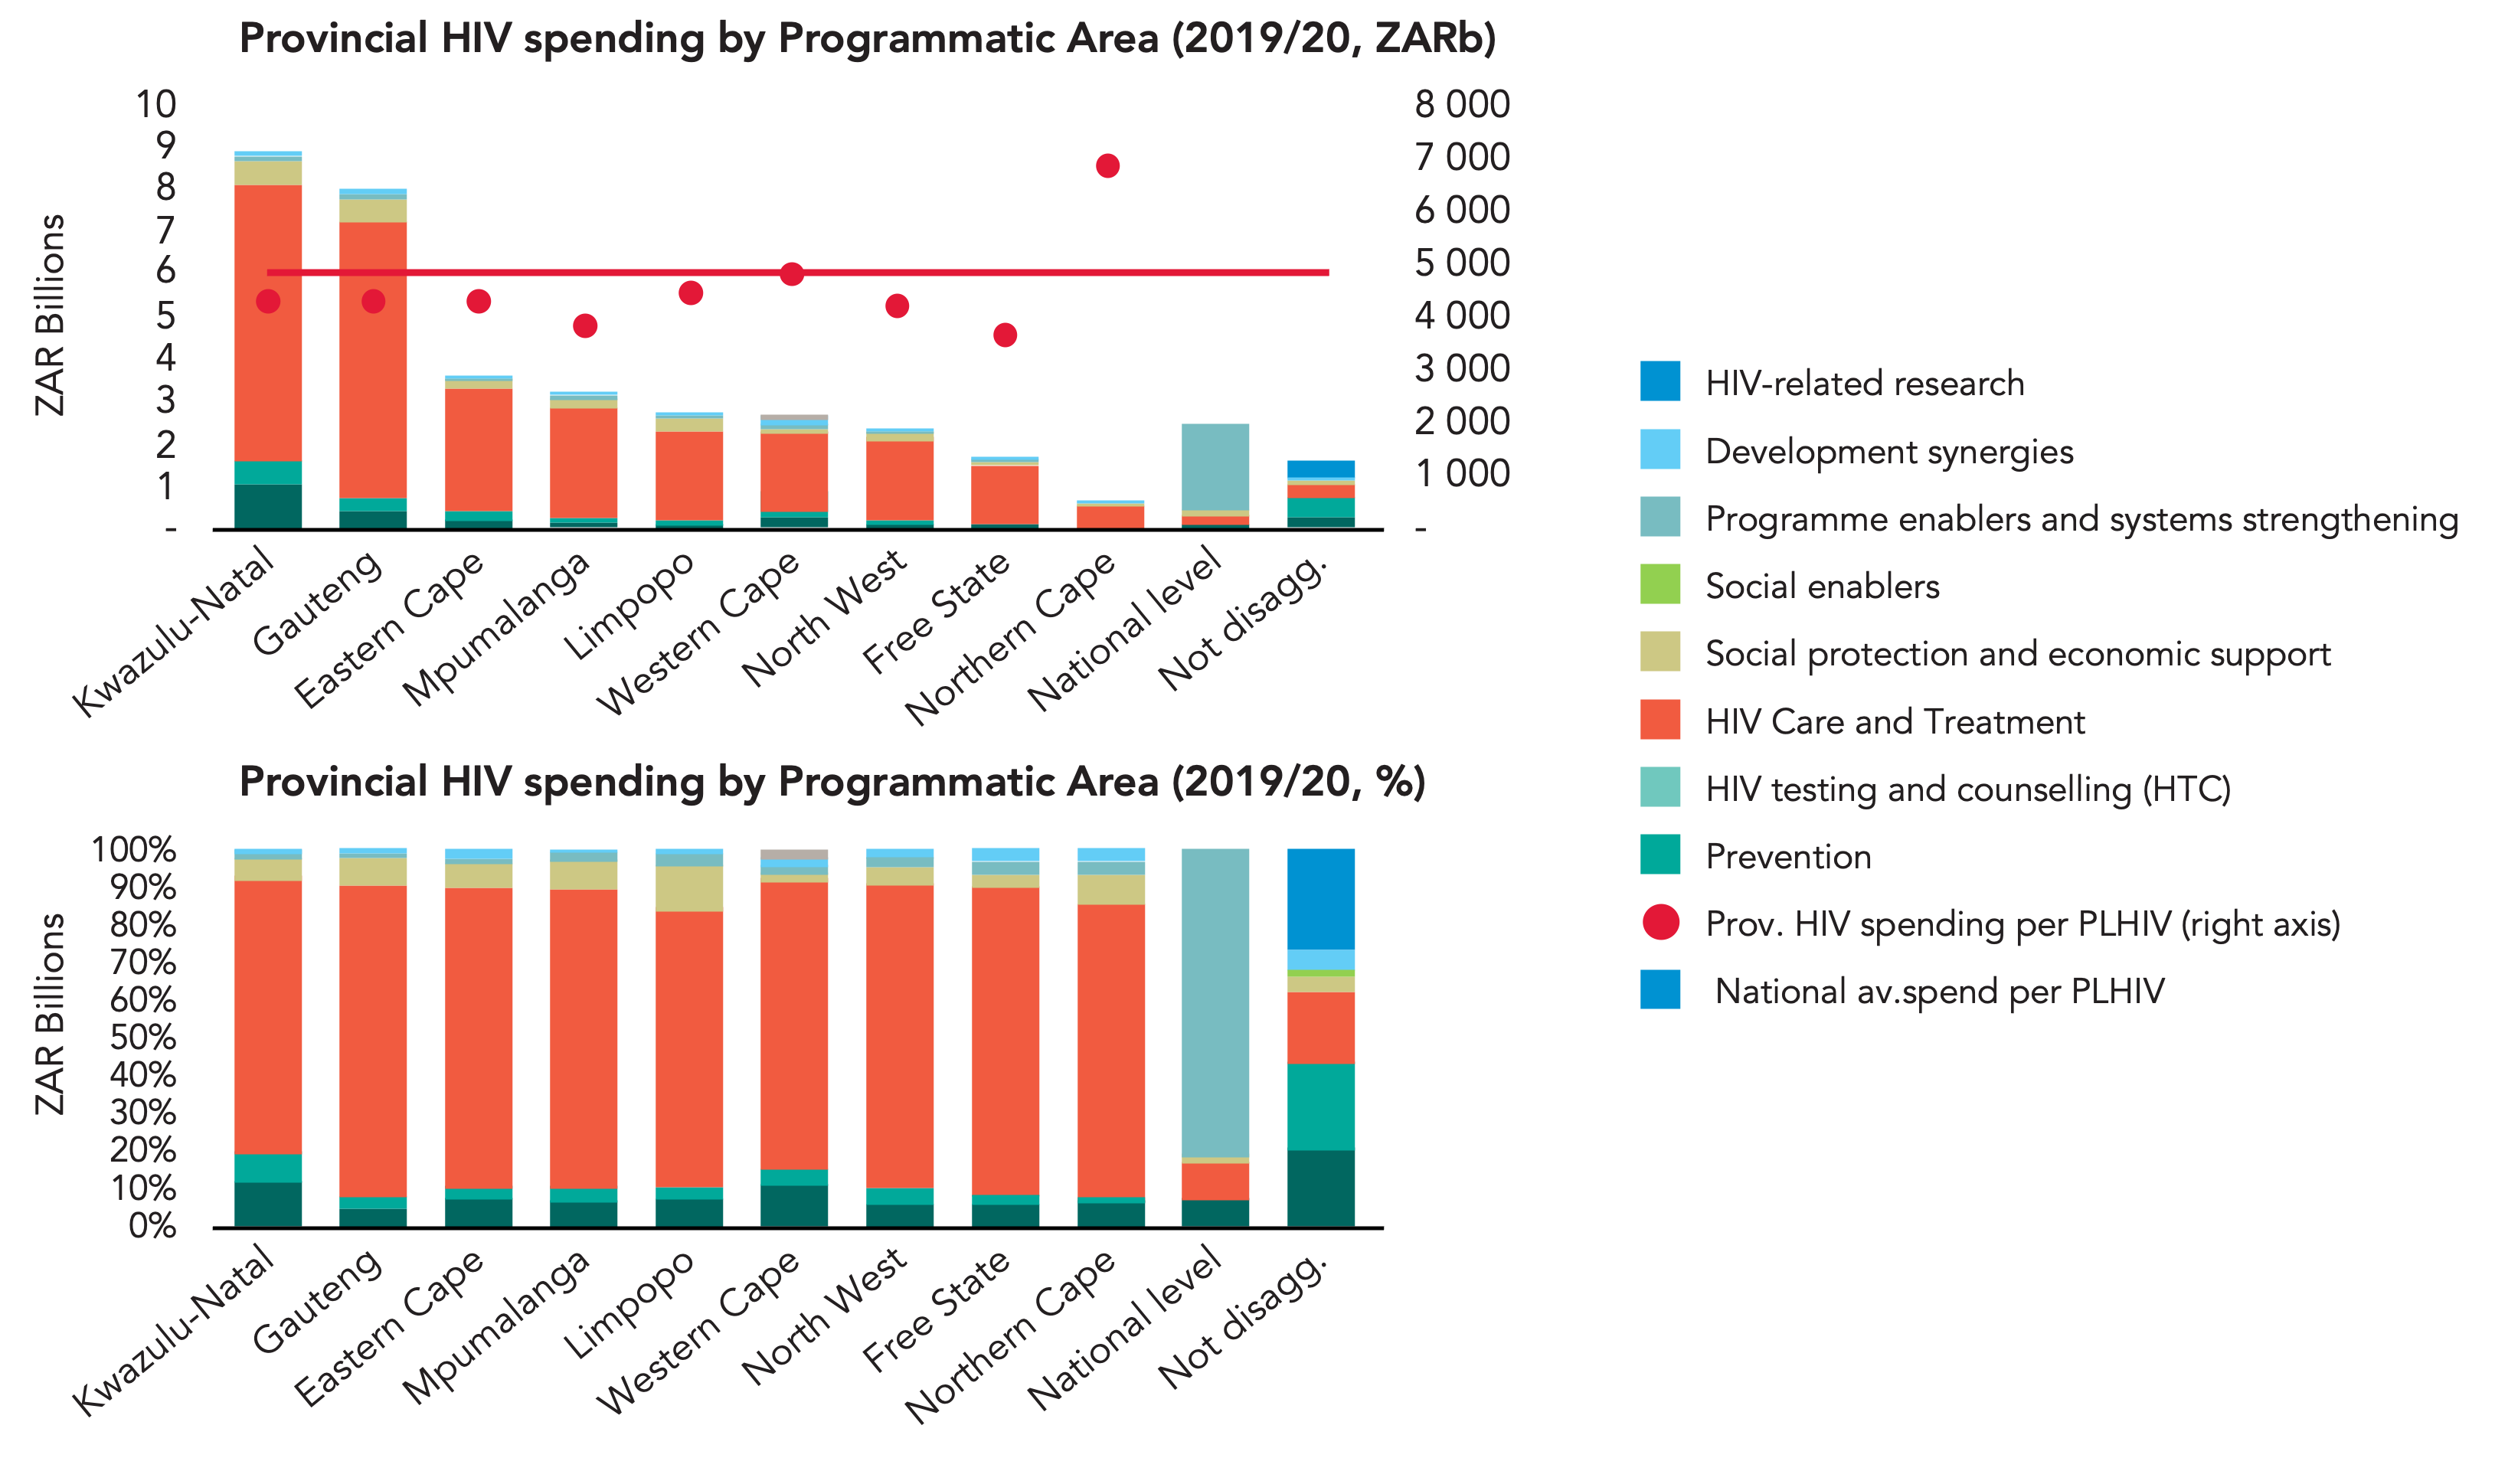 Provincial HIV spending by Programmatic Area (2019/20, ZARb)
ZAR Billions
10
9
8
7
6
5
4
3
2
1
-
8 000
7 000
6 000
5 000
4 000
3 000
2 000
1 000
-
Kwazulu-Natal
Gauteng
Eastern Cape
Mpumalanga
Limpopo
Western Cape
North West
Free State
Northern Cape
National level
Not disagg.
Provincial HIV spending by Programmatic Area (2019/20, %)
ZAR Billions
100%
90%
80%
70%
60%
50%
40%
30%
20%
10%
0%
Kwazulu-Natal
Gauteng
Eastern Cape
Mpumalanga
Limpopo
Western Cape
North West
Free State
Northern Cape
National level
Not disagg.
HIV-related research
Development synergies
Programme enablers and systems strengthening
Social enablers
Social protection and economic support
HIV Care and Treatment
HIV testing and counselling (HTC)
Prevention
Prov. HIV spending per PLHIV (right axis)
National av.spend per PLHIV